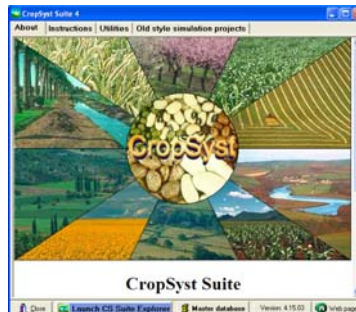 CropSyst Suite 4
About Instructions Utilities Old style simulation projects
CropSyst
CropSyst Suite
Launch CS Suite Explorer Master database Version: 4.15.03 Web page